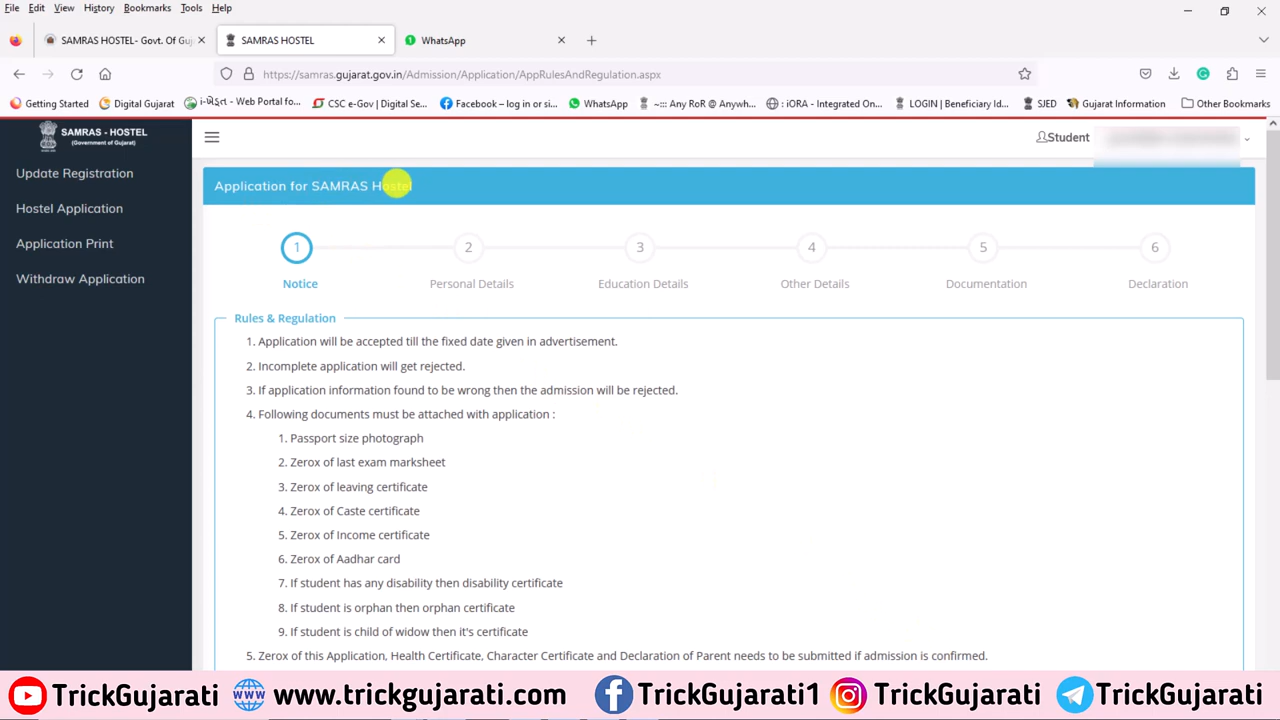 File Edit View History Bookmarks Tools Help
SAMRAS HOSTEL- Govt. Of Guj
SAMRAS HOSTEL
WhatsApp
https://samras.gujarat.gov.in/Admission/Application/AppRulesAndRegulation.aspx
Getting Started
Digital Gujarat
i-ખેડૂત - Web Portal fo...
CSC e-Gov | Digital Se...
Facebook – log in or si...
WhatsApp
~::: Any RoR @ Anywh...
: iORA - Integrated On...
LOGIN | Beneficiary Id...
SJED
Gujarat Information
Other Bookmarks
SAMRAS - HOSTEL
(Government of Gujarat)
Student
Update Registration
Hostel Application
Application Print
Withdraw Application
Application for SAMRAS Hostel
1 2 3 4 5 6
Notice Personal Details Education Details Other Details Documentation Declaration
Rules & Regulation
1. Application will be accepted till the fixed date given in advertisement.
2. Incomplete application will get rejected.
3. If application information found to be wrong then the admission will be rejected.
4. Following documents must be attached with application :
1. Passport size photograph
2. Zerox of last exam marksheet
3. Zerox of leaving certificate
4. Zerox of Caste certificate
5. Zerox of Income certificate
6. Zerox of Aadhar card
7. If student has any disability then disability certificate
8. If student is orphan then orphan certificate
9. If student is child of widow then it's certificate
5. Zerox of this Application, Health Certificate, Character Certificate and Declaration of Parent needs to be submitted if admission is confirmed.
TrickGujarati www.trickgujarati.com TrickGujarati1 TrickGujarati TrickGujarati